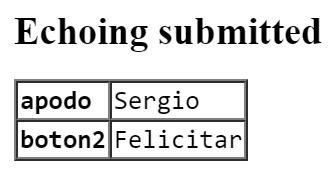 Echoing submitted
apodo Sergio
boton2 Felicitar